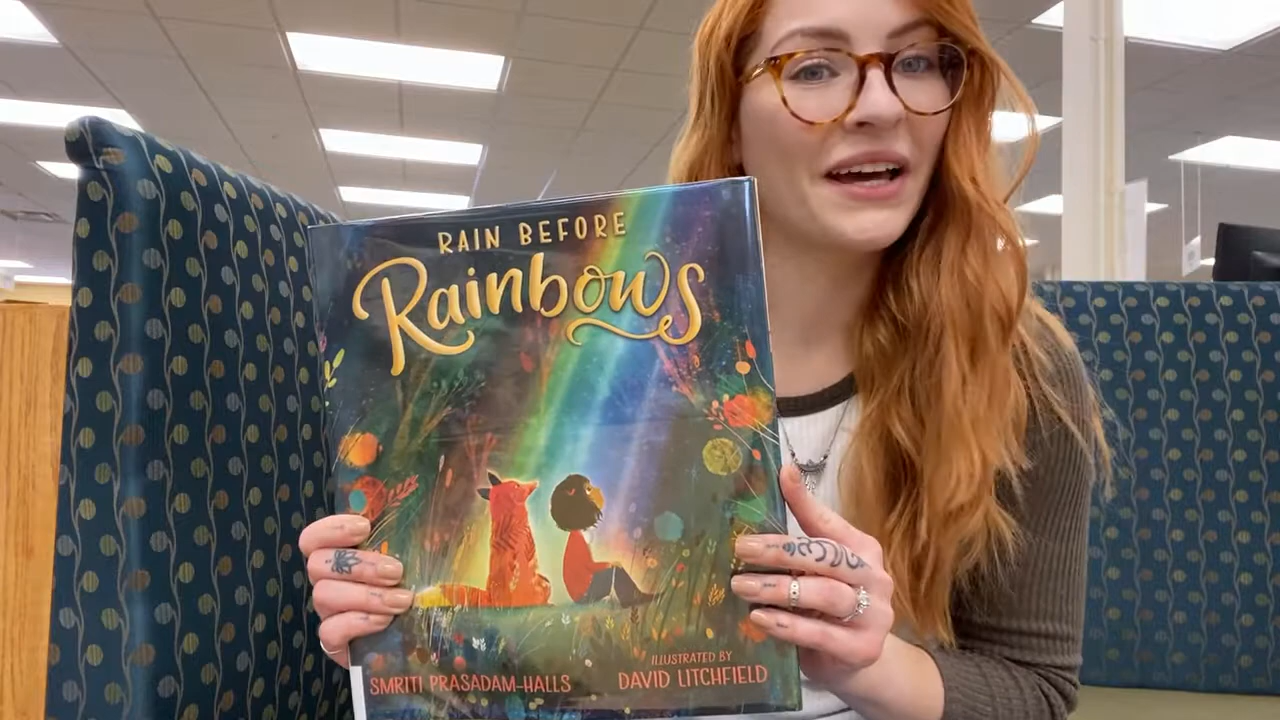 RAIN BEFORE
Rainbows
SMRITI PRASADAM-HALLS
ILLUSTRATED BY
DAVID LITCHFIELD